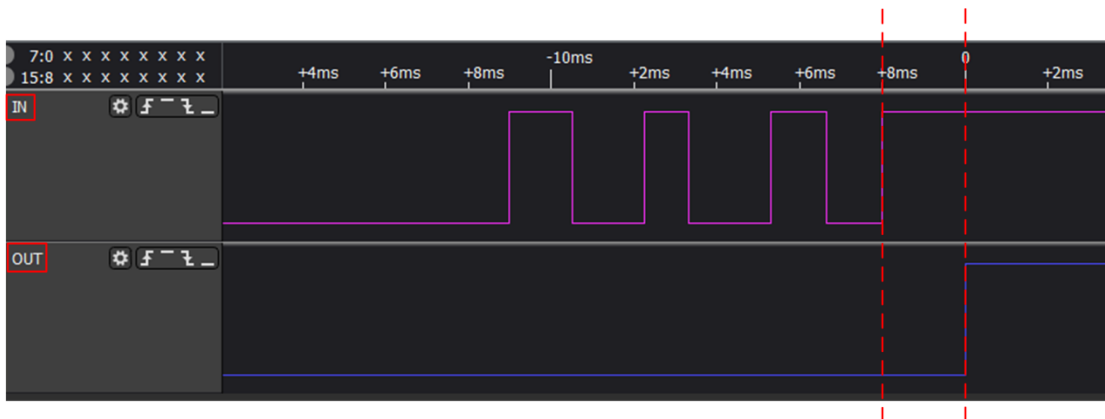 7:0 x x x x x x x x
-10ms 0
15:8 x x x x x x x x
+4ms +6ms +8ms +2ms +4ms +6ms +8ms +2ms
IN
OUT